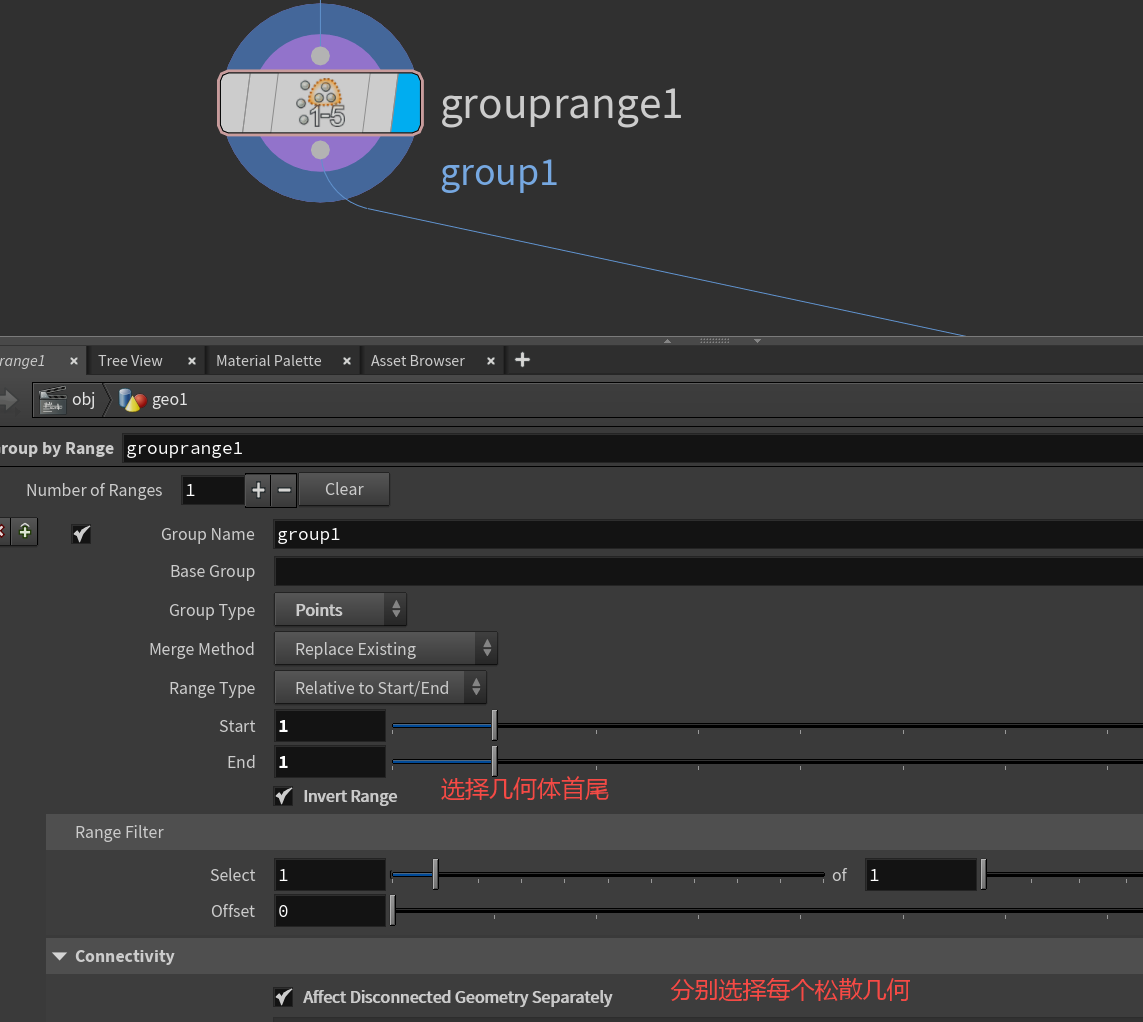 1-5
grouprange1
group1
range1 × Tree View × Material Palette × Asset Browser × +
obj geo1
roup by Range grouprange1
Number of Ranges 1 + − Clear
Group Name group1
Base Group
Group Type Points
Merge Method Replace Existing
Range Type Relative to Start/End
Start 1
End 1
Invert Range 选择几何体首尾
Range Filter
Select 1 of 1
Offset 0
Connectivity
Affect Disconnected Geometry Separately 分别选择每个松散几何